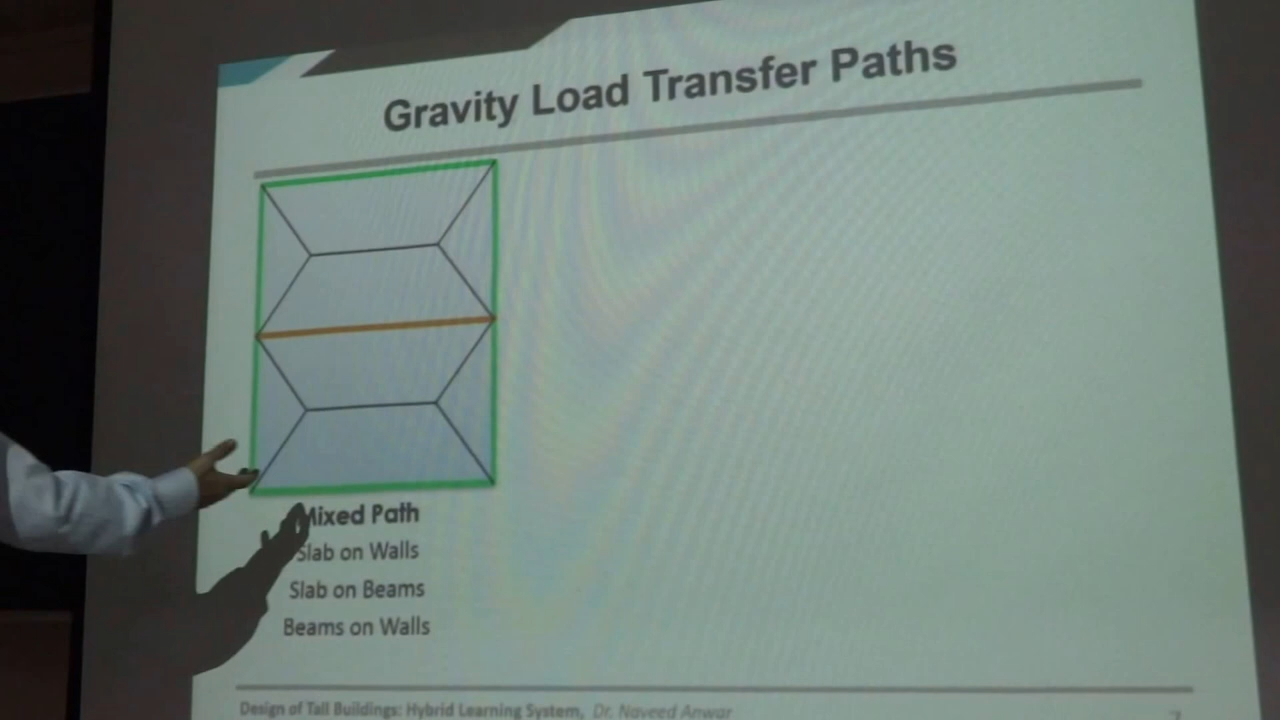 Gravity Load Transfer Paths
Mixed Path
Slab on Walls
Slab on Beams
Beams on Walls
Design of Tall Buildings: Hybrid Learning System, Dr. Naveed Anwar